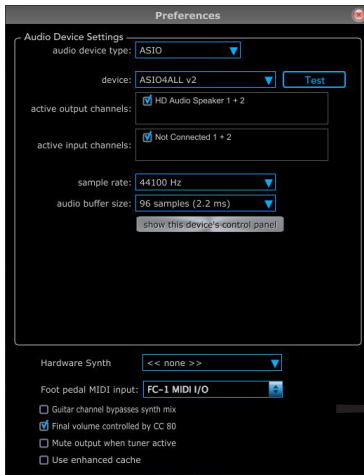 Preferences
Audio Device Settings
audio device type: ASIO
device: ASIO4ALL v2 Test
active output channels: HD Audio Speaker 1 + 2
active input channels: Not Connected 1 + 2
sample rate: 44100 Hz
audio buffer size: 96 samples (2.2 ms)
show this device's control panel
Hardware Synth << none >>
Foot pedal MIDI input: FC-1 MIDI I/O
Guitar channel bypasses synth mix
Final volume controlled by CC 80
Mute output when tuner active
Use enhanced cache